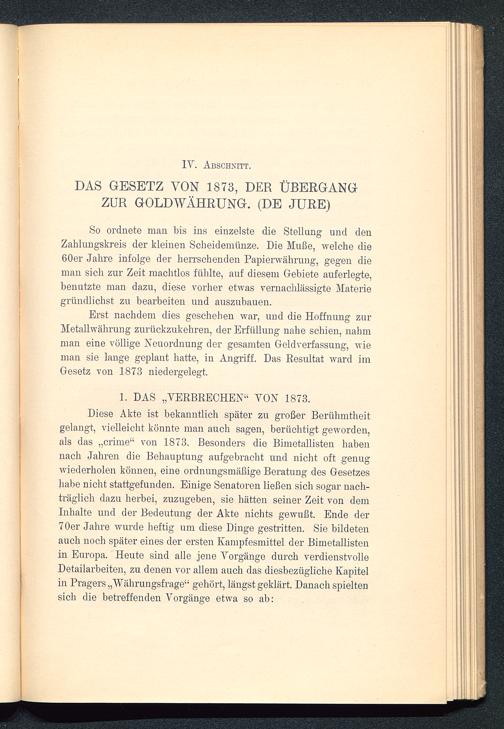 IV. Abschnitt.
DAS GESETZ VON 1873, DER ÜBERGANG
ZUR GOLDWÄHRUNG. (DE JURE)
So ordnete man bis ins einzelste die Stellung und den
Zahlungskreis der kleinen Scheidemünze. Die Muße, welche die
60er Jahre infolge der herrschenden Papierwährung, gegen die
man sich zur Zeit machtlos fühlte, auf diesem Gebiete auferlegte,
benutzte man dazu, diese vorher etwas vernachlässigte Materie
gründlichst zu bearbeiten und auszubauen.
Erst nachdem dies geschehen war, und die Hoffnung zur
Metallwährung zurückzukehren, der Erfüllung nahe schien, nahm
man eine völlige Neuordnung der gesamten Geldverfassung, wie
man sie lange geplant hatte, in Angriff. Das Resultat ward im
Gesetz von 1873 niedergelegt.
1. DAS „VERBRECHEN“ VON 1873.
Diese Akte ist bekanntlich später zu großer Berühmtheit
gelangt, vielleicht könnte man auch sagen, berüchtigt geworden,
als das „crime“ von 1873. Besonders die Bimetallisten haben
nach Jahren die Behauptung aufgebracht und nicht oft genug
wiederholen können, eine ordnungsmäßige Beratung des Gesetzes
habe nicht stattgefunden. Einige Senatoren ließen sich sogar nach-
träglich dazu herbei, zuzugeben, sie hätten seiner Zeit von dem
Inhalte und der Bedeutung der Akte nichts gewußt. Ende der
70er Jahre wurde heftig um diese Dinge gestritten. Sie bildeten
auch noch später eines der ersten Kampfesmittel der Bimetallisten
in Europa. Heute sind alle jene Vorgänge durch verdienstvolle
Detailarbeiten, zu denen vor allem auch das diesbezügliche Kapitel
in Pragers „Währungsfrage“ gehört, längst geklärt. Danach spielten
sich die betreffenden Vorgänge etwa so ab: